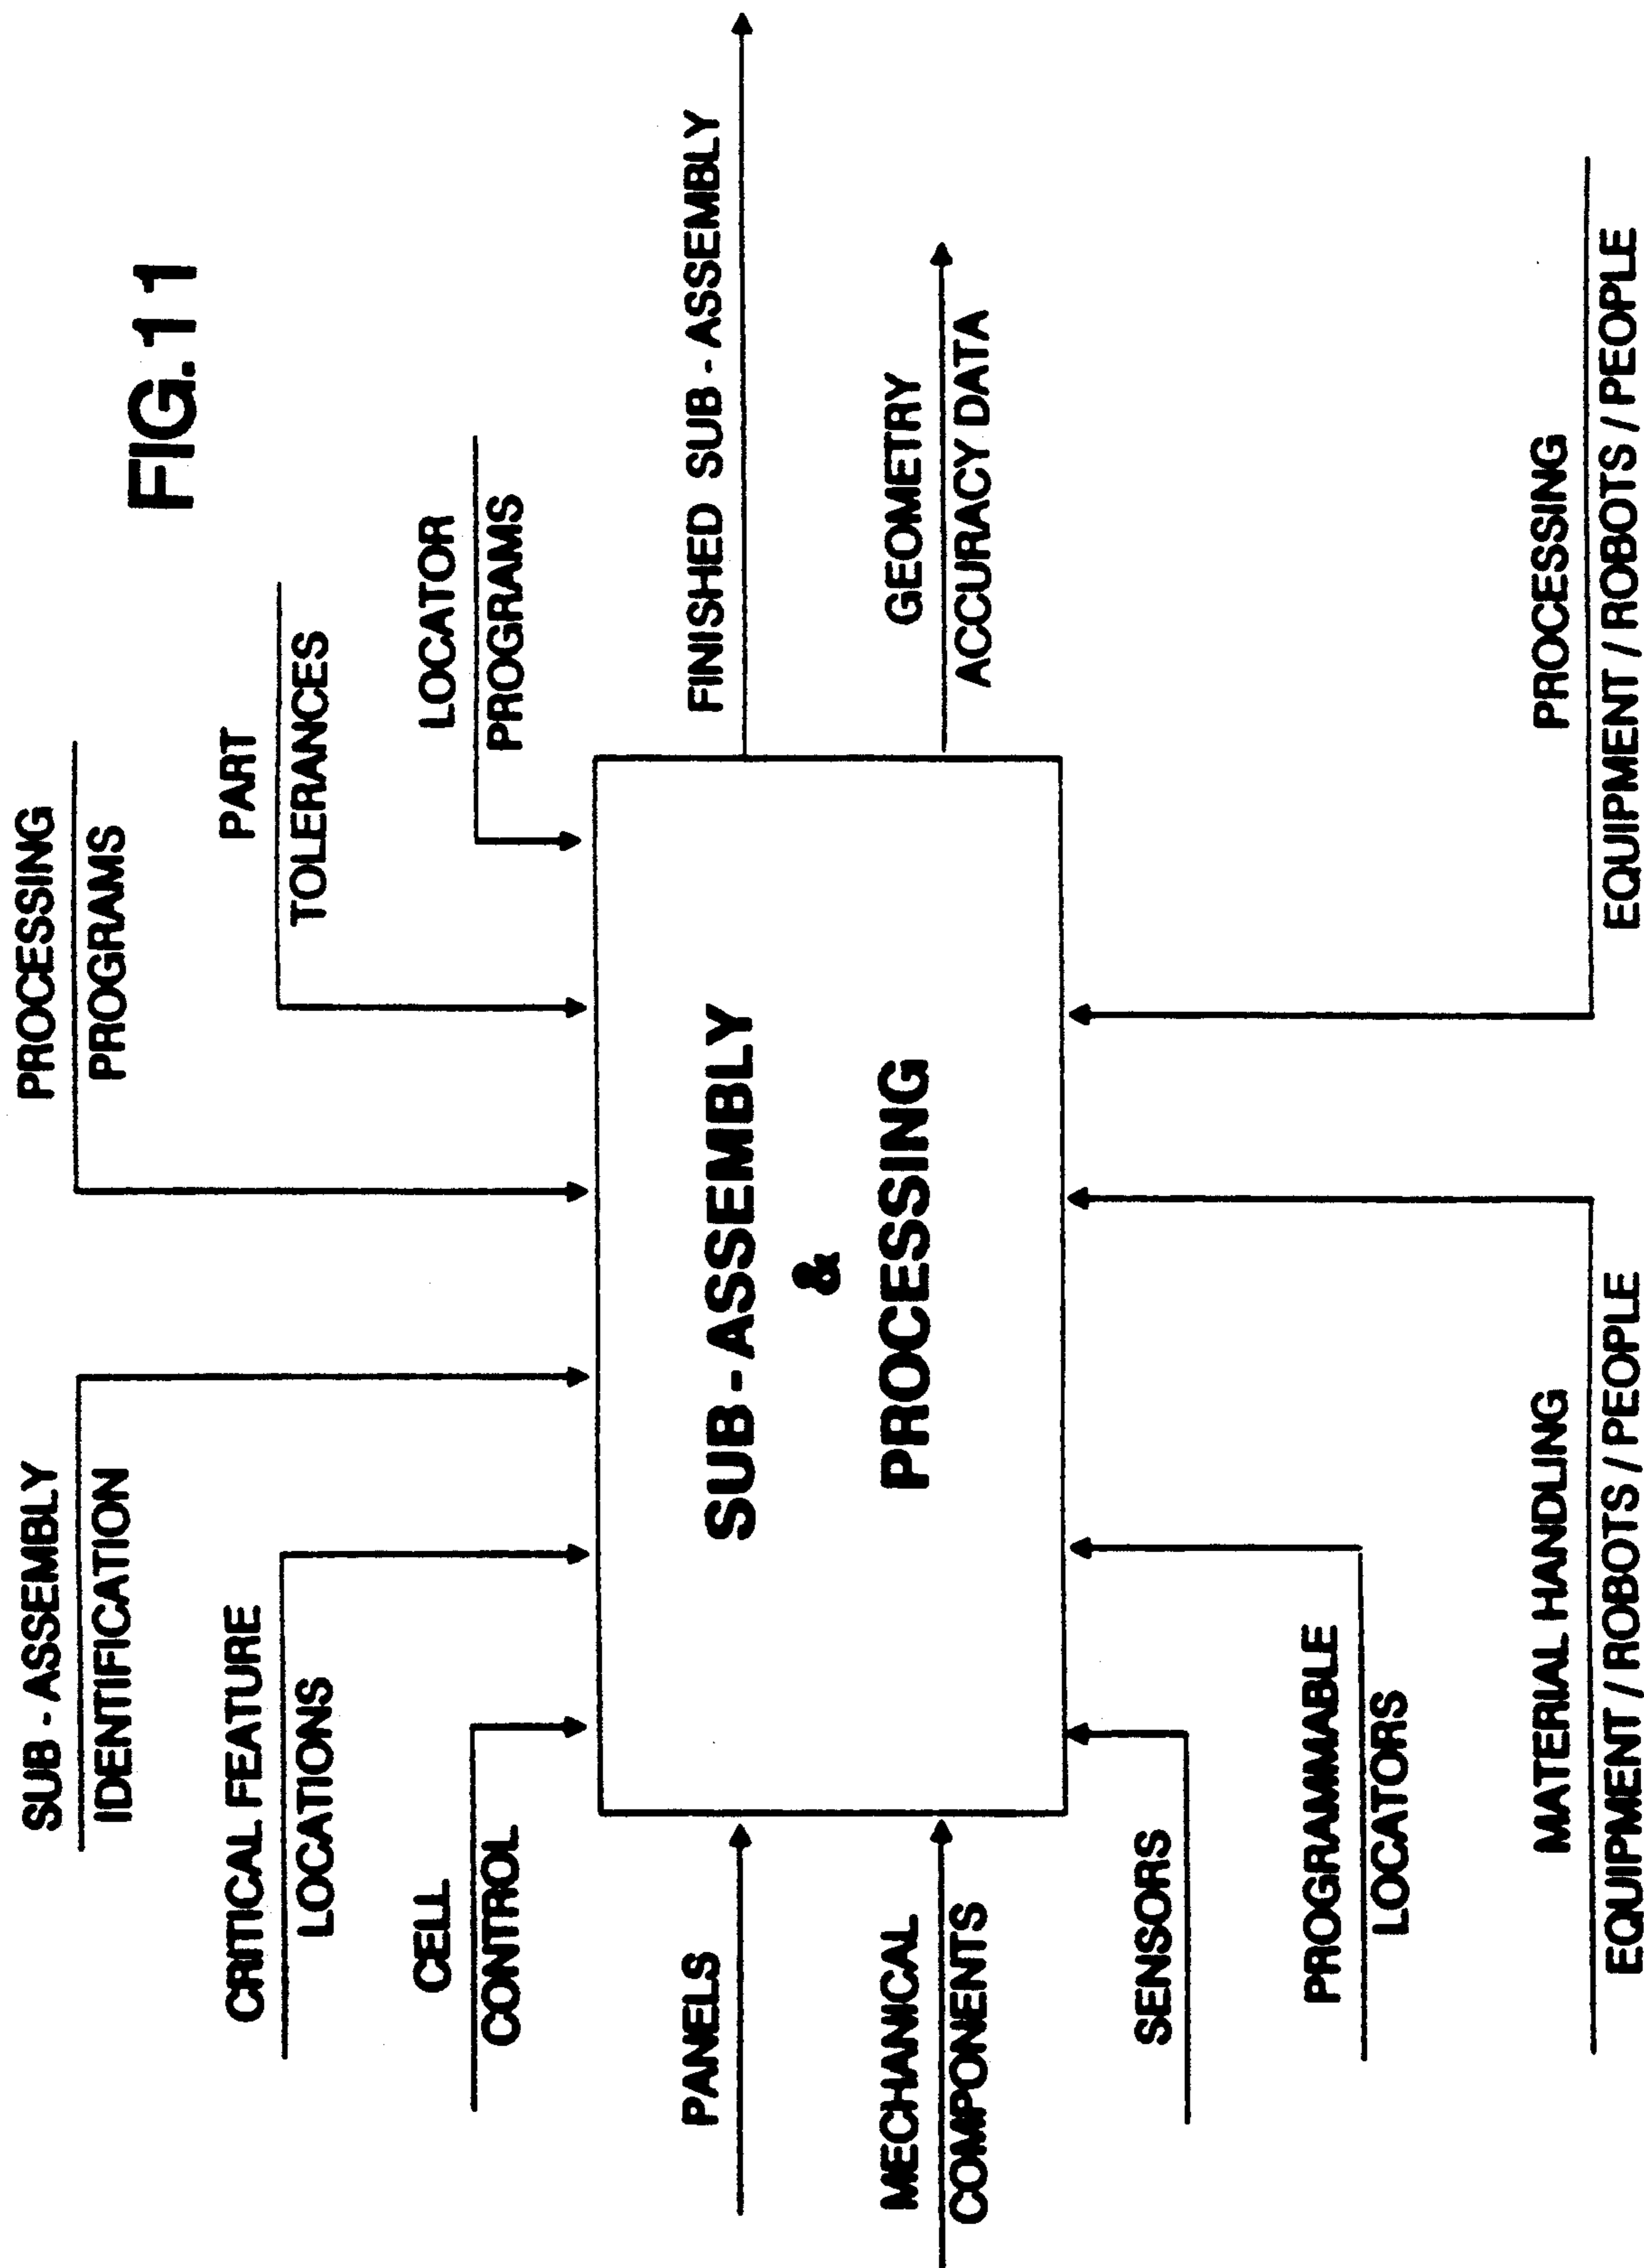 FIG. 11
SUB - ASSEMBLY
IDENTIFICATION
PROCESSING
PROGRAMS
CRITICAL FEATURE
LOCATIONS
PART
TOLERANCES
CELL
CONTROL
LOCATOR
PROGRAMS
PANELS
MECHANICAL
COMPONENTS
SUB - ASSEMBLY
&
PROCESSING
FINISHED SUB - ASSEMBLY
GEOMETRY
ACCURACY DATA
SENSORS
PROGRAMMABLE
LOCATORS
MATERIAL HANDLING
EQUIPMENT / ROBOTS / PEOPLE
PROCESSING
EQUIPMENT / ROBOTS / PEOPLE